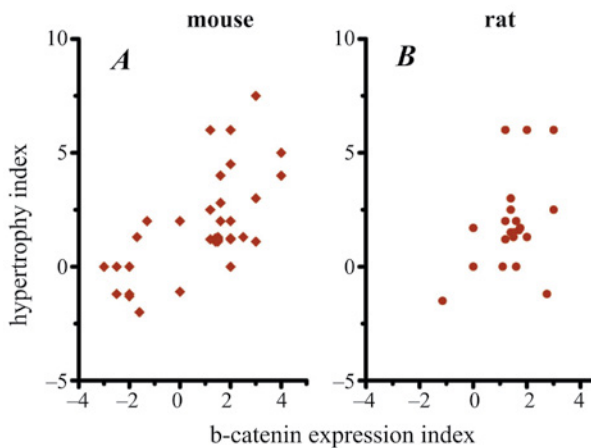 mouse rat
10 10
A B
hypertrophy index
5 5
0 0
−5 −5
−4 −2 0 2 4 −4 −2 0 2 4
b-catenin expression index